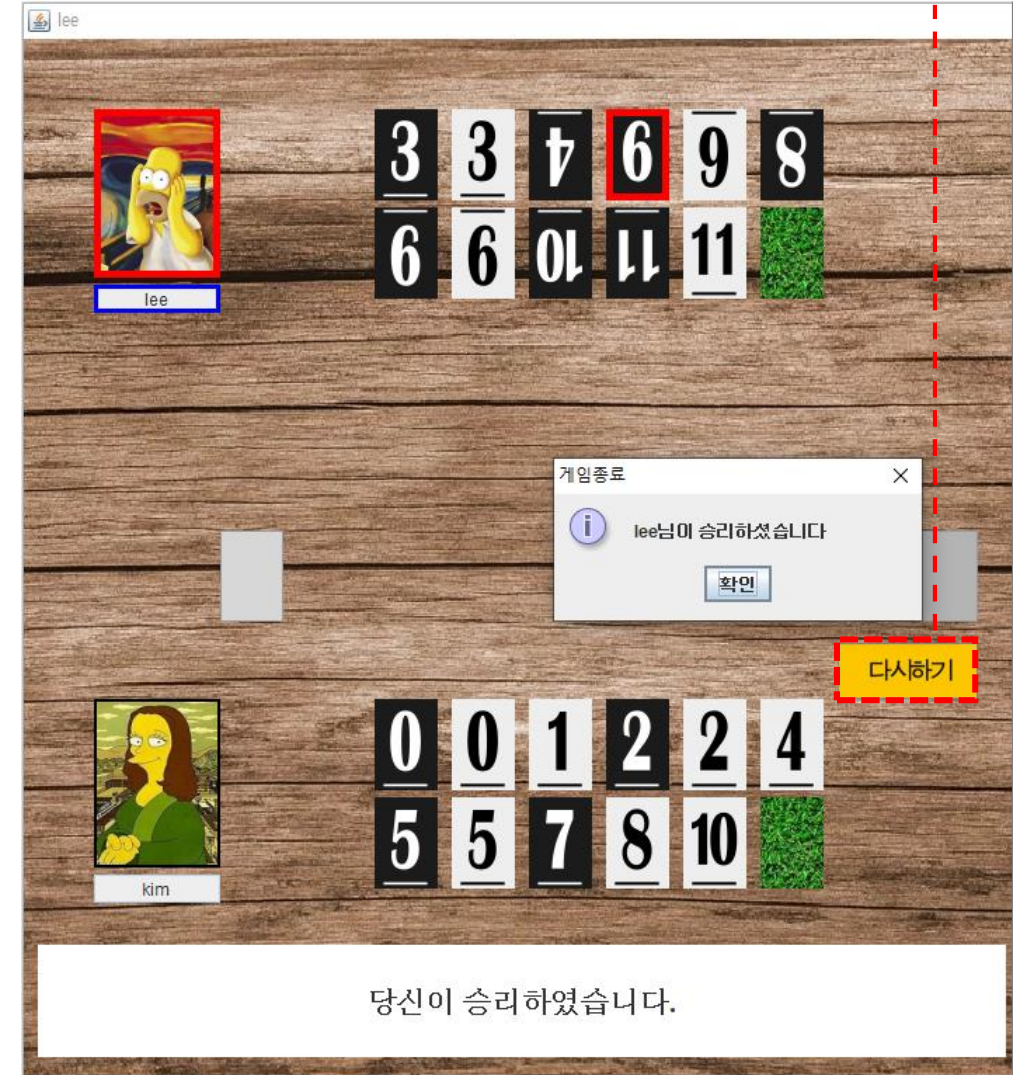 lee
3 3 4 6 9 8
6 6 10 11 11
lee
게임종료
lee님이 승리하셨습니다
확인
다시하기
0 0 1 2 2 4
5 5 7 8 10
kim
당신이 승리하였습니다.